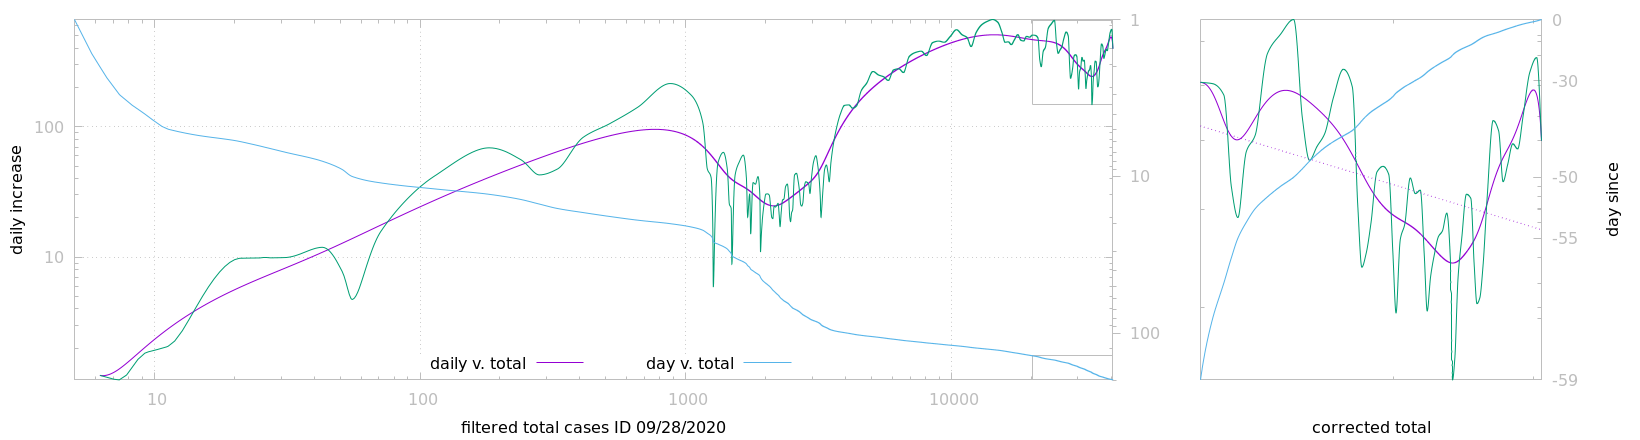 daily increase
100
10
daily v. total
day v. total
10
100
1000
10000
filtered total cases ID 09/28/2020
1
10
100
0
-30
-50
-55
-59
day since
corrected total